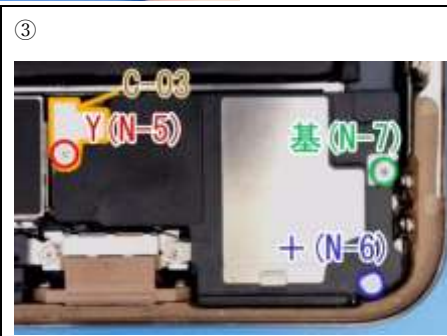 ③
C-03
Y(N-5)
基(N-7)
+(N-6)